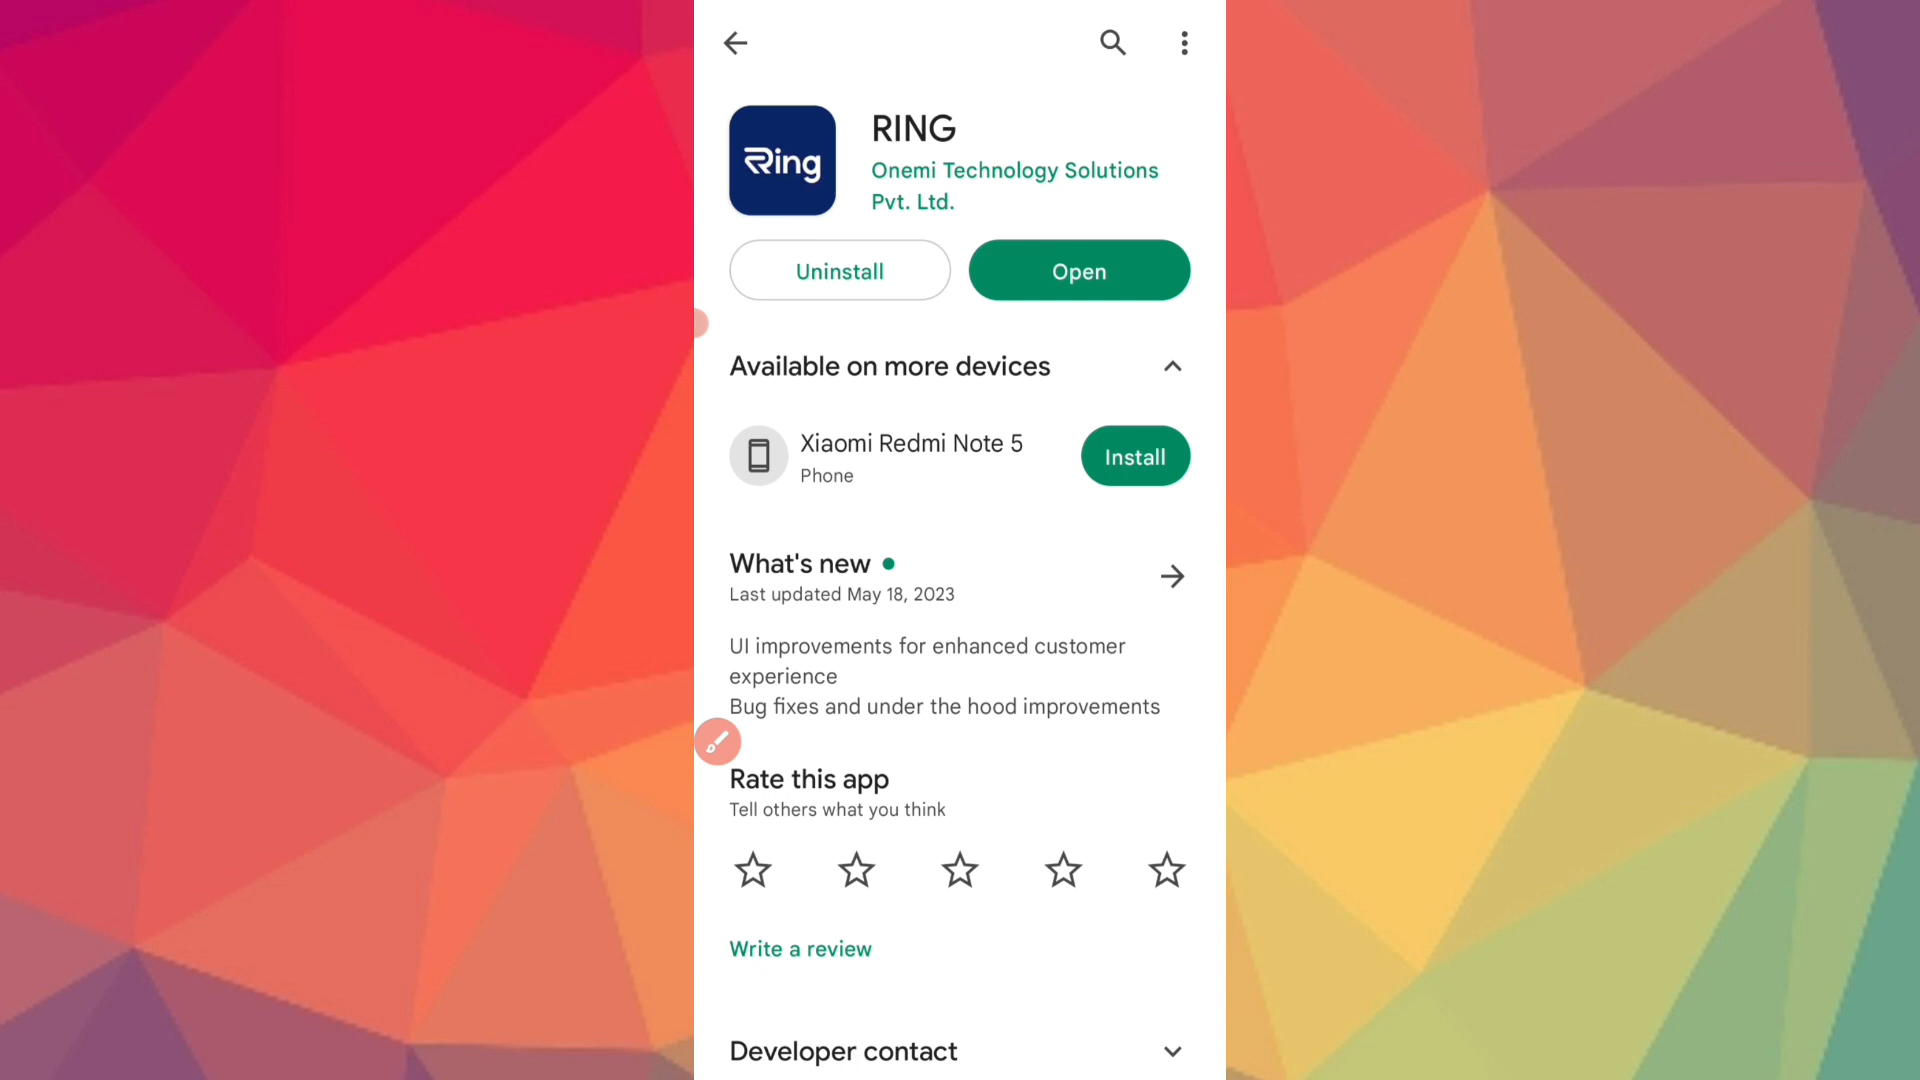 Ring
RING
Onemi Technology Solutions
Pvt. Ltd.
Uninstall
Open
Available on more devices
Xiaomi Redmi Note 5
Phone
Install
What's new
Last updated May 18, 2023
UI improvements for enhanced customer
experience
Bug fixes and under the hood improvements
Rate this app
Tell others what you think
Write a review
Developer contact